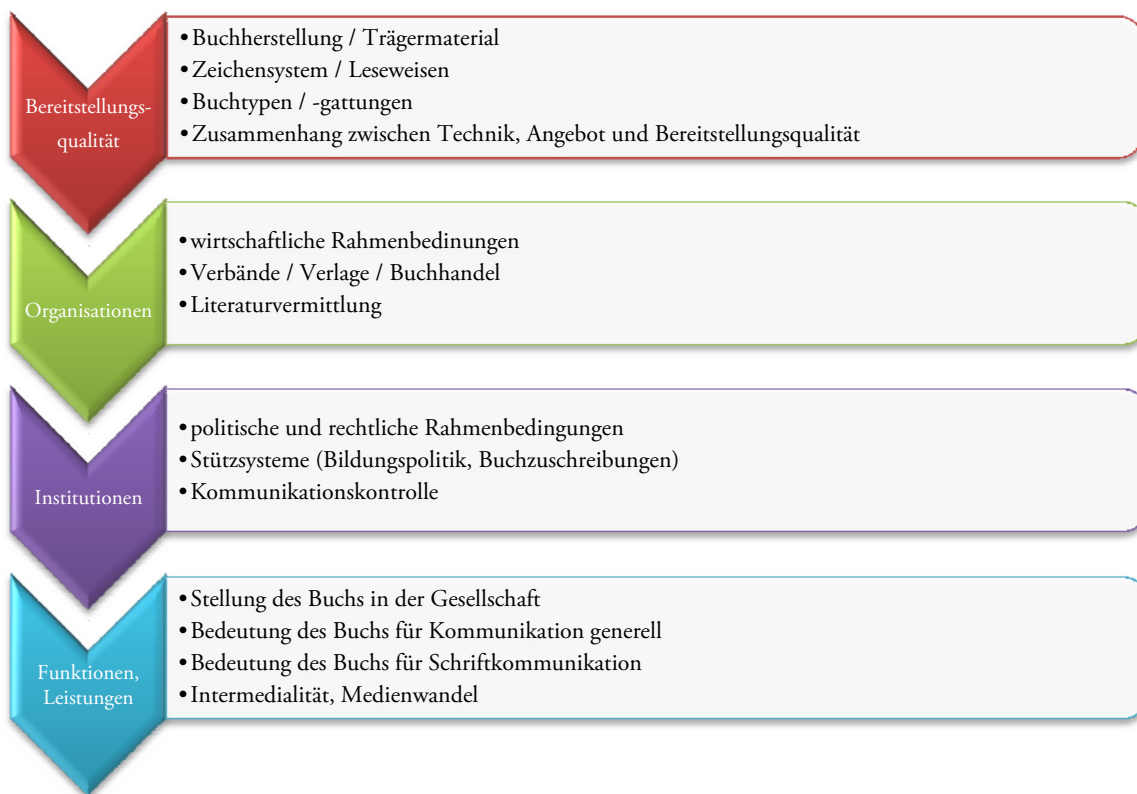 Bereitstellungs-
qualität
•Buchherstellung / Trägermaterial
•Zeichensystem / Leseweisen
•Buchtypen / -gattungen
•Zusammenhang zwischen Technik, Angebot und Bereitstellungsqualität
Organisationen
•wirtschaftliche Rahmenbedinungen
•Verbände / Verlage / Buchhandel
•Literaturvermittlung
Institutionen
•politische und rechtliche Rahmenbedingungen
•Stützsysteme (Bildungspolitik, Buchzuschreibungen)
•Kommunikationskontrolle
Funktionen,
Leistungen
•Stellung des Buchs in der Gesellschaft
•Bedeutung des Buchs für Kommunikation generell
•Bedeutung des Buchs für Schriftkommunikation
•Intermedialität, Medienwandel